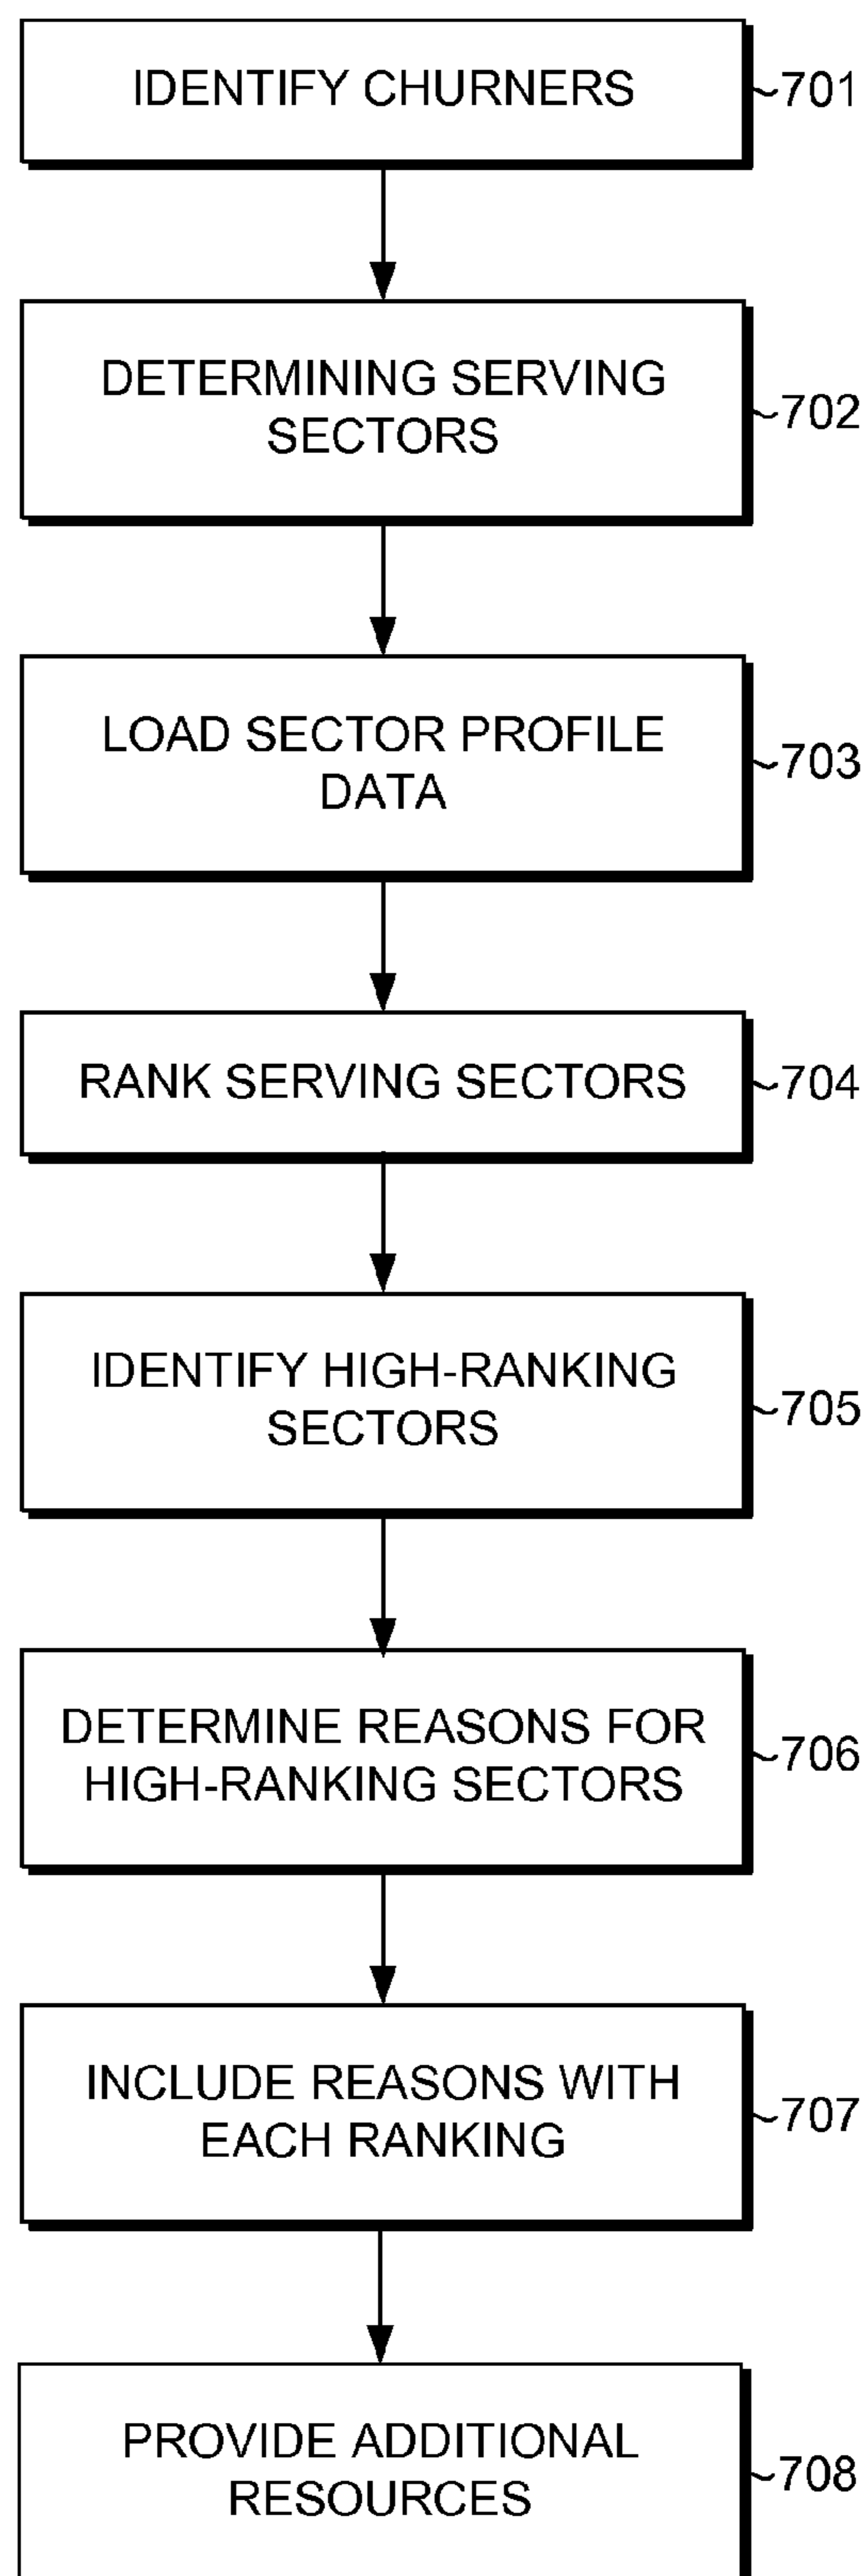 IDENTIFY CHURNERS
701
DETERMINING SERVING
SECTORS
702
LOAD SECTOR PROFILE
DATA
703
RANK SERVING SECTORS
704
IDENTIFY HIGH-RANKING
SECTORS
705
DETERMINE REASONS FOR
HIGH-RANKING SECTORS
706
INCLUDE REASONS WITH
EACH RANKING
707
PROVIDE ADDITIONAL
RESOURCES
708